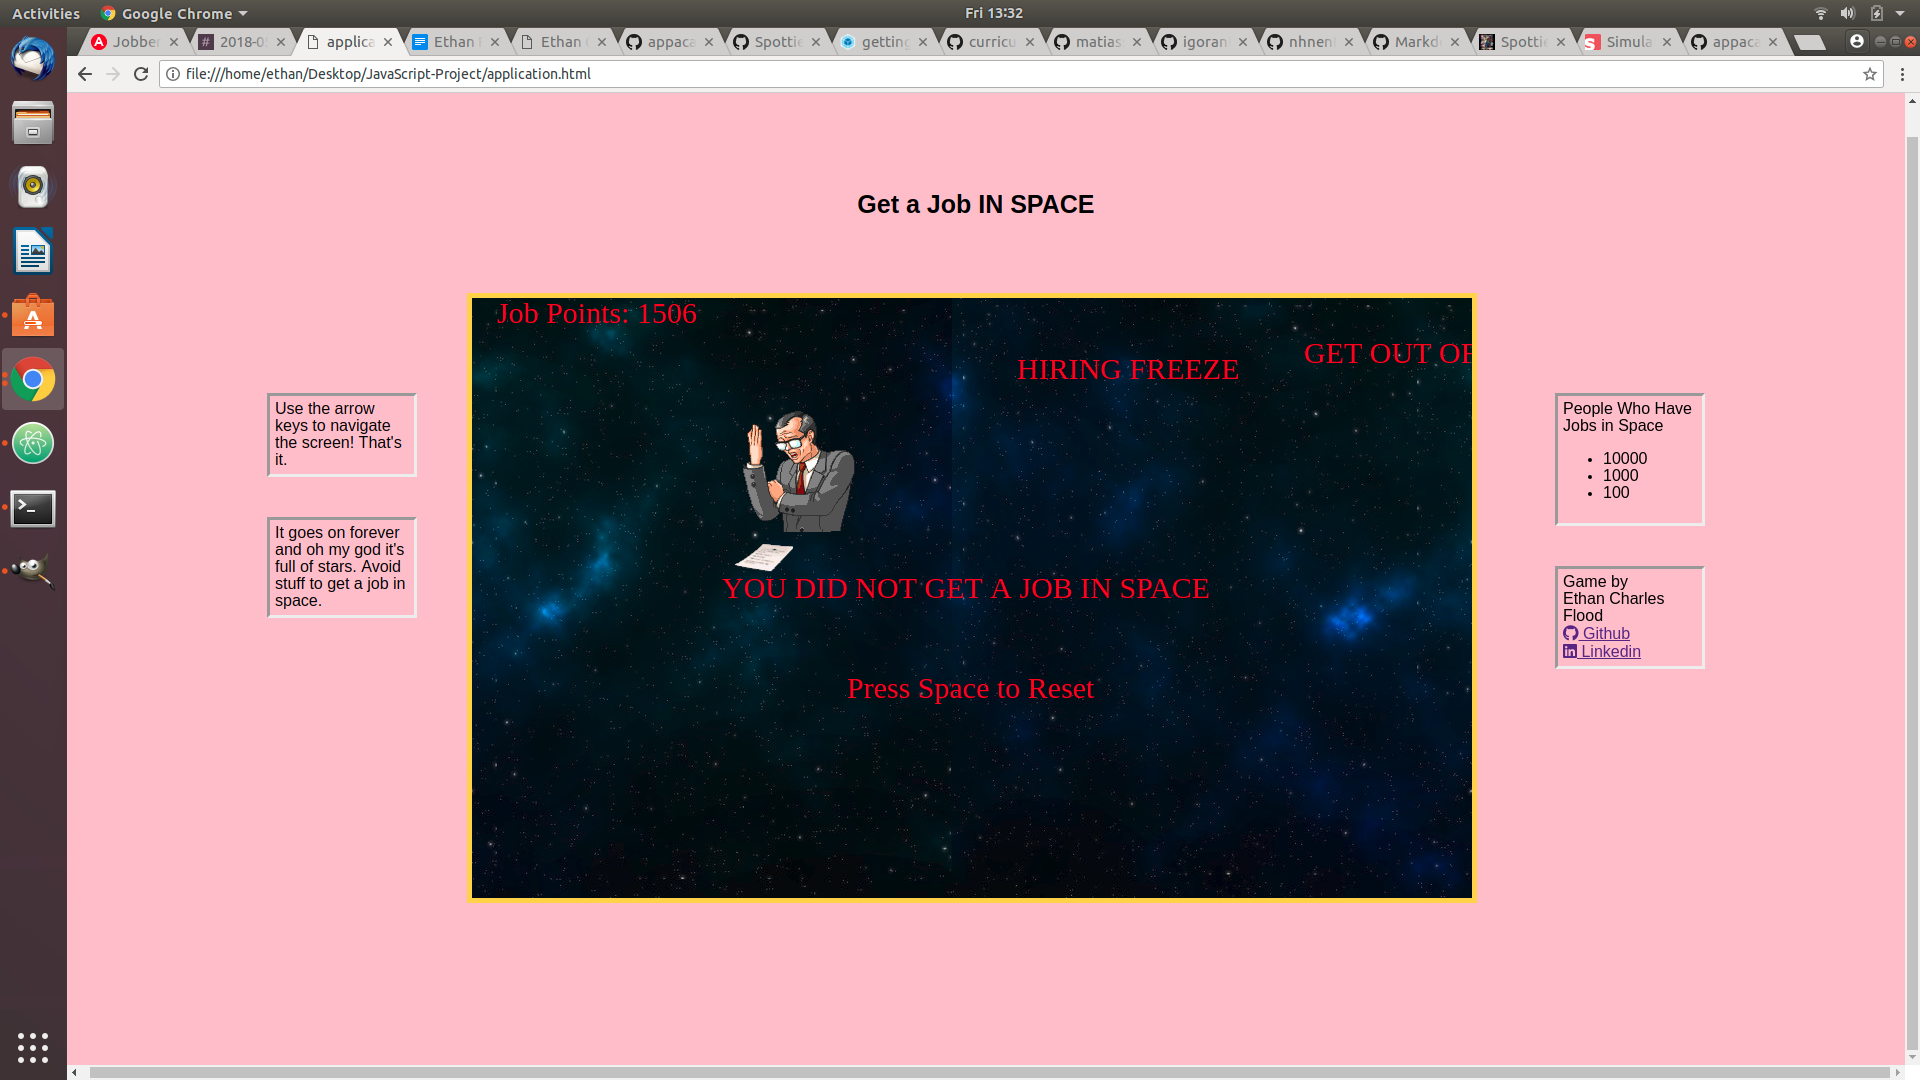 Activities
Google Chrome
Fri 13:32
Jobber
2018-0
applica
Ethan
Ethan
appaca
Spottie
getting
curricu
matias
igoran
nhnen
Markd
Spottie
Simula
appaca
file:///home/ethan/Desktop/JavaScript-Project/application.html
Get a Job IN SPACE
Job Points: 1506
GET OUT OF
HIRING FREEZE
Use the arrow
keys to navigate
the screen! That's
it.
It goes on forever
and oh my god it's
full of stars. Avoid
stuff to get a job in
space.
YOU DID NOT GET A JOB IN SPACE
Press Space to Reset
People Who Have
Jobs in Space
10000
1000
100
Game by
Ethan Charles
Flood
Github
Linkedin